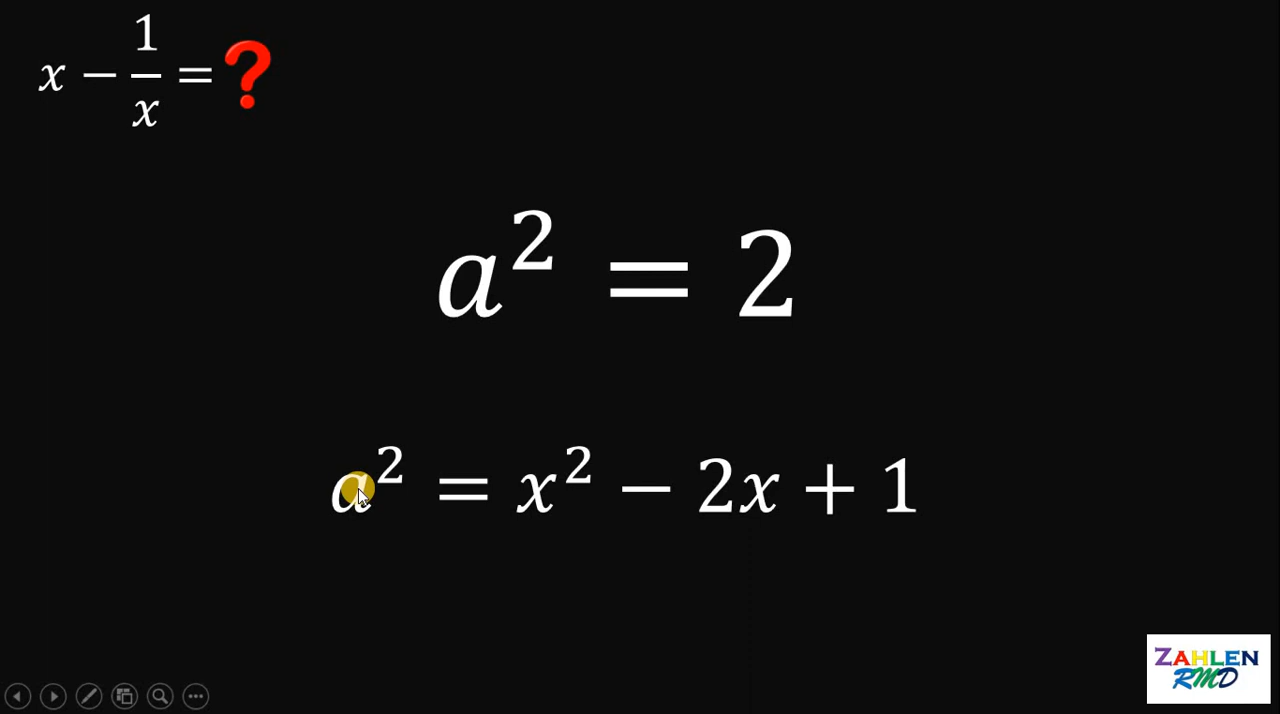 x − 1/x = ❓
a² = 2
a² = x² − 2x + 1
ZAHLEN
RMD